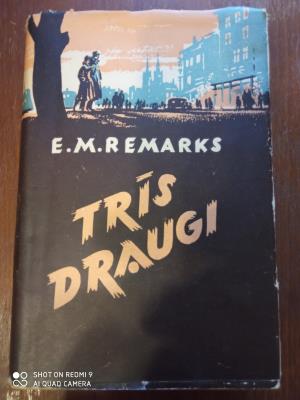 E.M.REMARKS
TRĪS
DRAUGI
SHOT ON REDMI 9
AI QUAD CAMERA